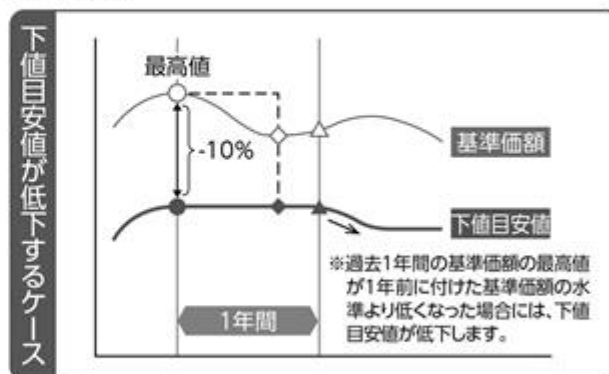 下値目安値が低下するケース
最高値
-10%
基準価額
下値目安値
※過去1年間の基準価額の最高値
が1年前に付けた基準価額の水
準より低くなった場合には、下値
目安値が低下します。
1年間